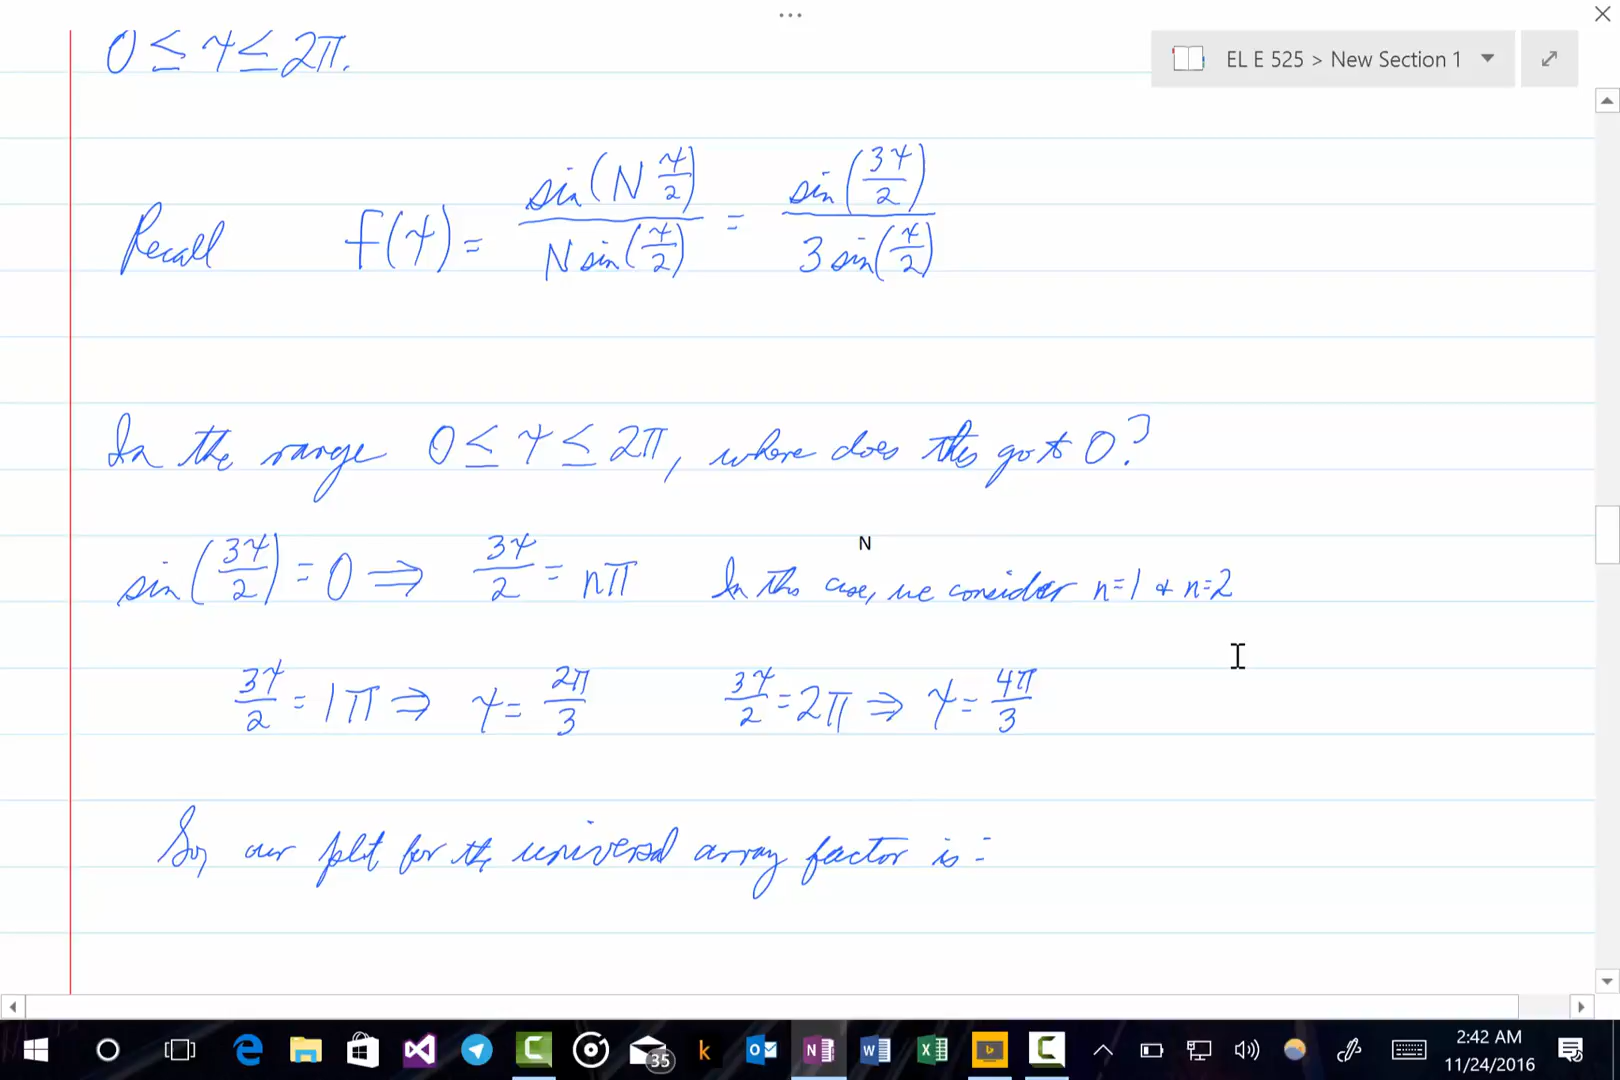 ...
0 ≤ ψ ≤ 2π.
EL E 525 > New Section 1
Recall f(ψ) = sin(N ψ/2) / N sin(ψ/2) = sin(3ψ/2) / 3 sin(ψ/2)
In the range 0 ≤ ψ ≤ 2π, where does this go to 0?
N
sin(3ψ/2) = 0 ⇒ 3ψ/2 = nπ In this case, we consider n=1 & n=2
3ψ/2 = 1π ⇒ ψ = 2π/3 3ψ/2 = 2π ⇒ ψ = 4π/3
So, our plot for the universal array factor is :
35
2:42 AM
11/24/2016